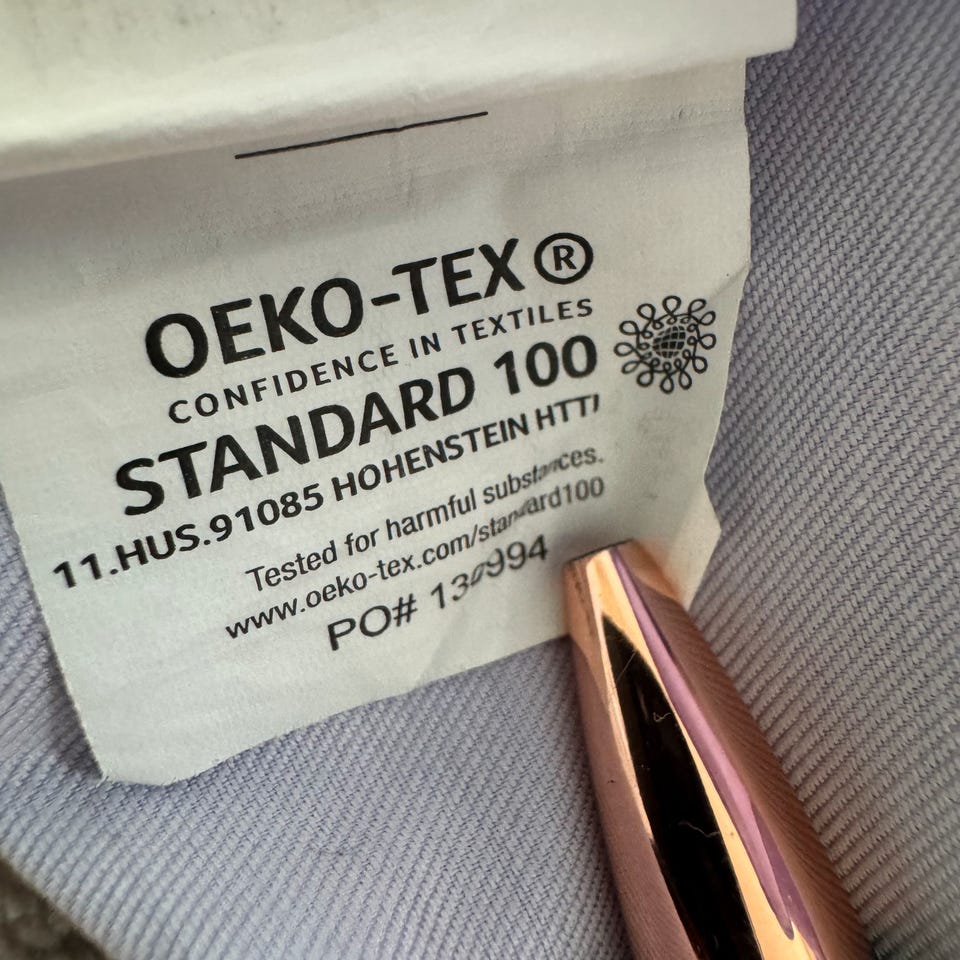 OEKO-TEX®
CONFIDENCE IN TEXTILES
STANDARD 100
11.HUS.91085 HOHENSTEIN HTTI
Tested for harmful substances.
www.oeko-tex.com/standard100
PO#